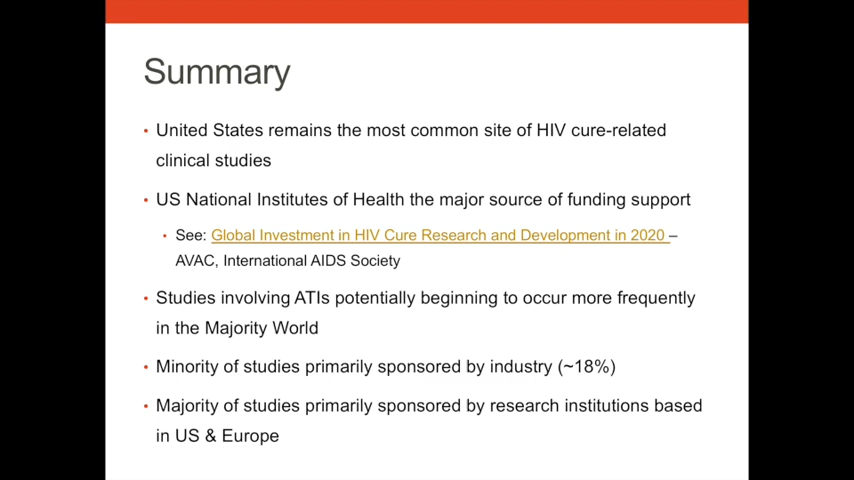 Summary
• United States remains the most common site of HIV cure-related
clinical studies
• US National Institutes of Health the major source of funding support
• See: Global Investment in HIV Cure Research and Development in 2020 –
AVAC, International AIDS Society
• Studies involving ATIs potentially beginning to occur more frequently
in the Majority World
• Minority of studies primarily sponsored by industry (~18%)
• Majority of studies primarily sponsored by research institutions based
in US & Europe